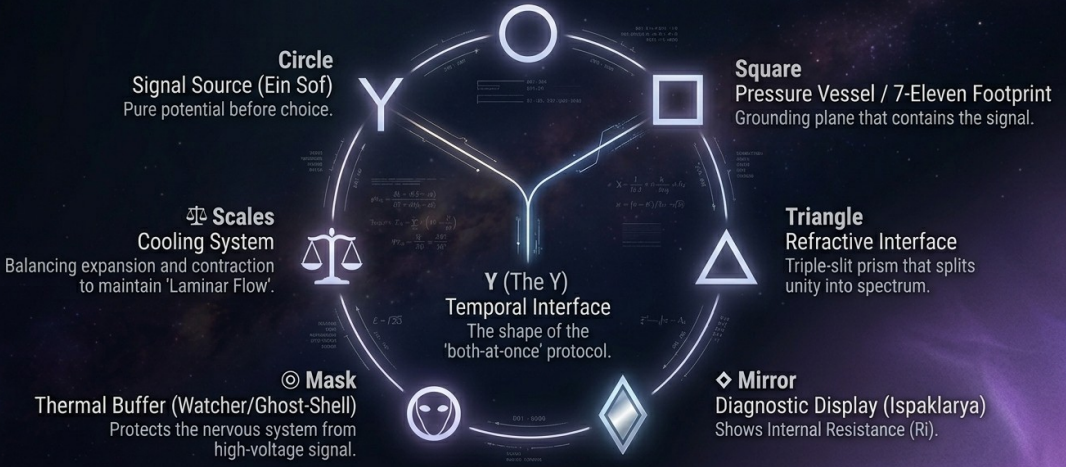 Circle
Signal Source (Ein Sof)
Pure potential before choice.
Y
Square
Pressure Vessel / 7-Eleven Footprint
Grounding plane that contains the signal.
Scales
Cooling System
Balancing expansion and contraction
to maintain 'Laminar Flow'.
Triangle
Refractive Interface
Triple-slit prism that splits
unity into spectrum.
Y (The Y)
Temporal Interface
The shape of the
'both-at-once' protocol.
Mask
Thermal Buffer (Watcher/Ghost-Shell)
Protects the nervous system from
high-voltage signal.
Mirror
Diagnostic Display (Ispaklarya)
Shows Internal Resistance (Ri).